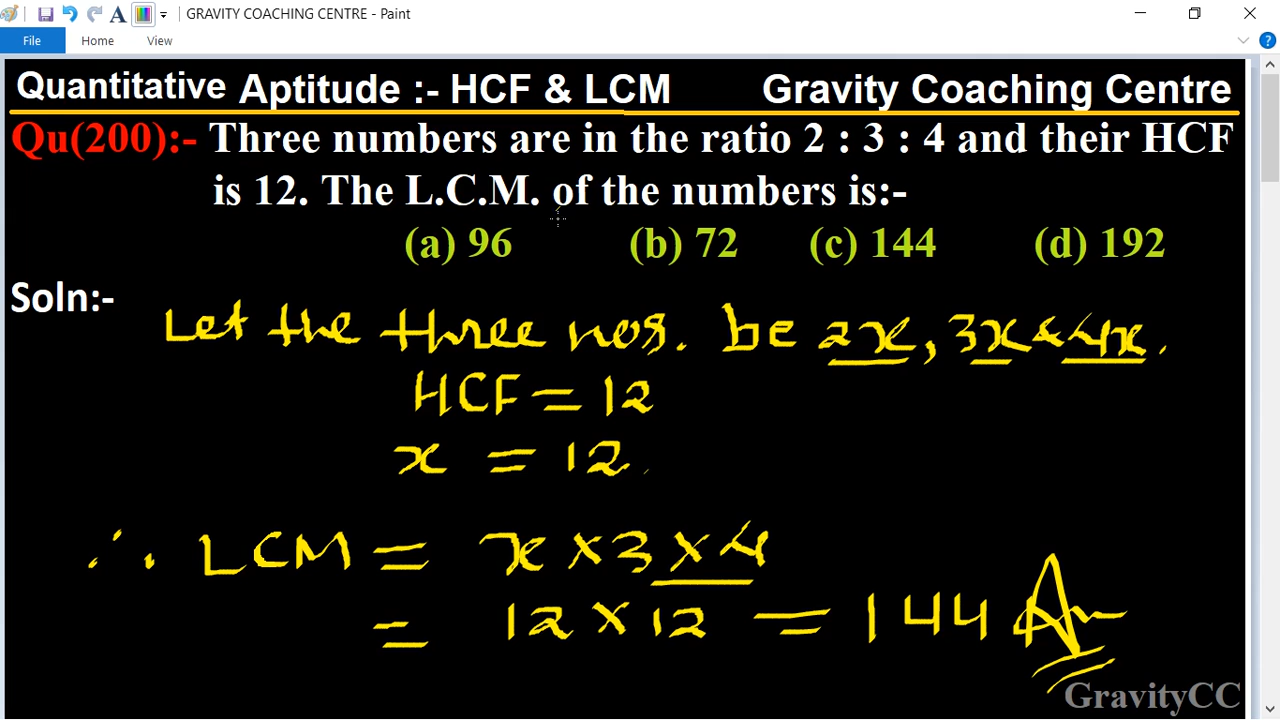 GRAVITY COACHING CENTRE - Paint
File Home View
Quantitative Aptitude :- HCF & LCM Gravity Coaching Centre
Qu(200):- Three numbers are in the ratio 2 : 3 : 4 and their HCF
is 12. The L.C.M. of the numbers is:-
(a) 96 (b) 72 (c) 144 (d) 192
Soln:- Let the three nos. be 2x, 3x & 4x.
HCF = 12
x = 12.
∴ LCM = x × 3 × 4
= 12 × 12 = 144 An
GravityCC